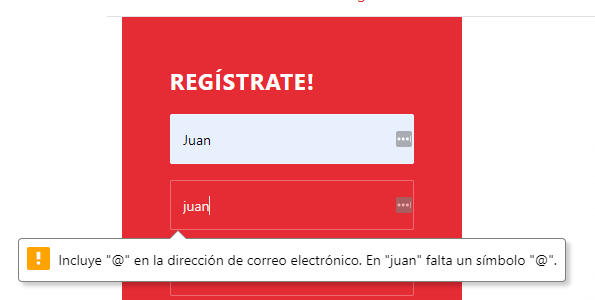 REGÍSTRATE!
Juan
juan
Incluye "@" en la dirección de correo electrónico. En "juan" falta un símbolo "@".